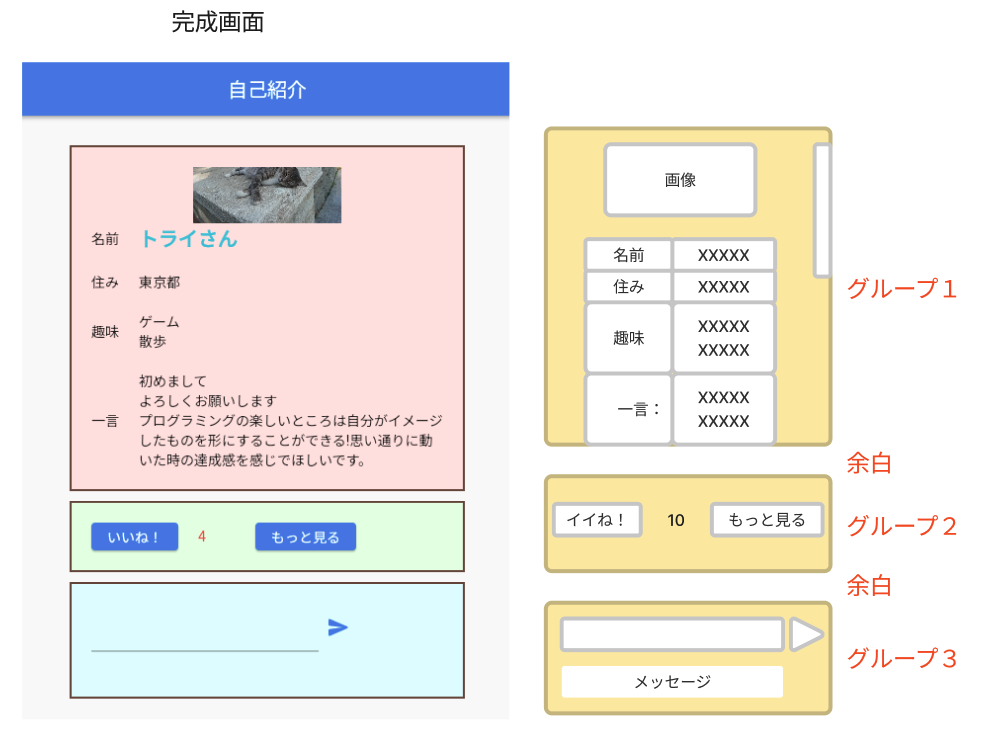 完成画面
自己紹介
名前 トライさん
住み 東京都
趣味 ゲーム
散歩
一言 初めまして
よろしくお願いします
プログラミングの楽しいところは自分がイメージ
したものを形にすることができる!思い通りに動
いた時の達成感を感じでほしいです。
いいね！ 4 もっと見る
画像
名前 XXXXX
住み XXXXX
趣味 XXXXX
XXXXX
一言： XXXXX
XXXXX
グループ１
余白
イイね！ 10 もっと見る
グループ２
余白
メッセージ
グループ３